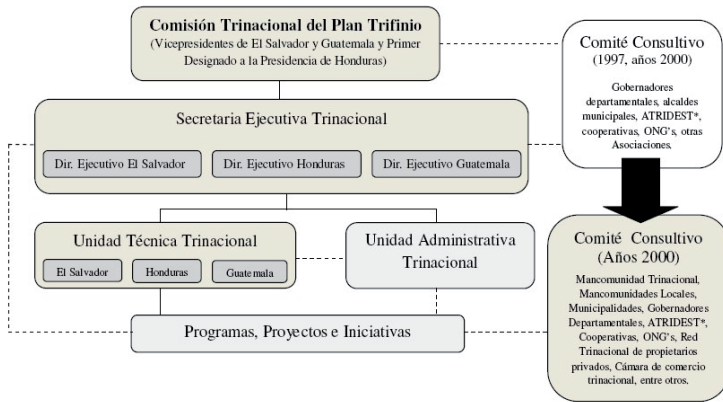 Comisión Trinacional del Plan Trifinio
(Vicepresidentes de El Salvador y Guatemala y Primer
Designado a la Presidencia de Honduras)
Comité Consultivo
(1997, años 2000)
Gobernadores
departamentales, alcaldes
municipales, ATRIDEST*,
cooperativas, ONG's, otras
Asociaciones.
Secretaria Ejecutiva Trinacional
Dir. Ejecutivo El Salvador
Dir. Ejecutivo Honduras
Dir. Ejecutivo Guatemala
Unidad Técnica Trinacional
El Salvador
Honduras
Guatemala
Unidad Administrativa
Trinacional
Comité Consultivo
(Años 2000)
Mancomunidad Trinacional,
Mancomunidades Locales,
Municipalidades, Gobernadores
Departamentales, ATRIDEST*,
Cooperativas, ONG's, Red
Trinacional de propietarios
privados, Cámara de comercio
trinacional, entre otros.
Programas, Proyectos e Iniciativas